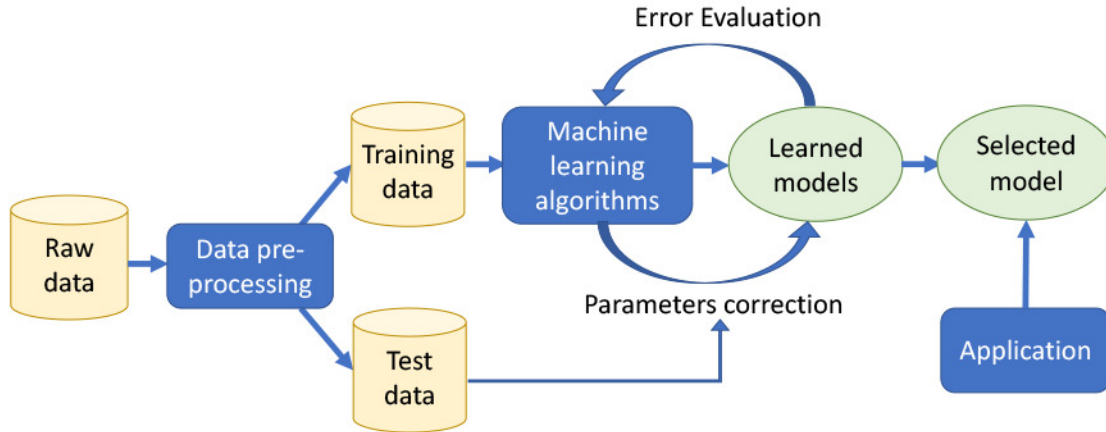 Error Evaluation
Training
data
Machine
learning
algorithms
Learned
models
Selected
model
Raw
data
Data pre-
processing
Parameters correction
Test
data
Application